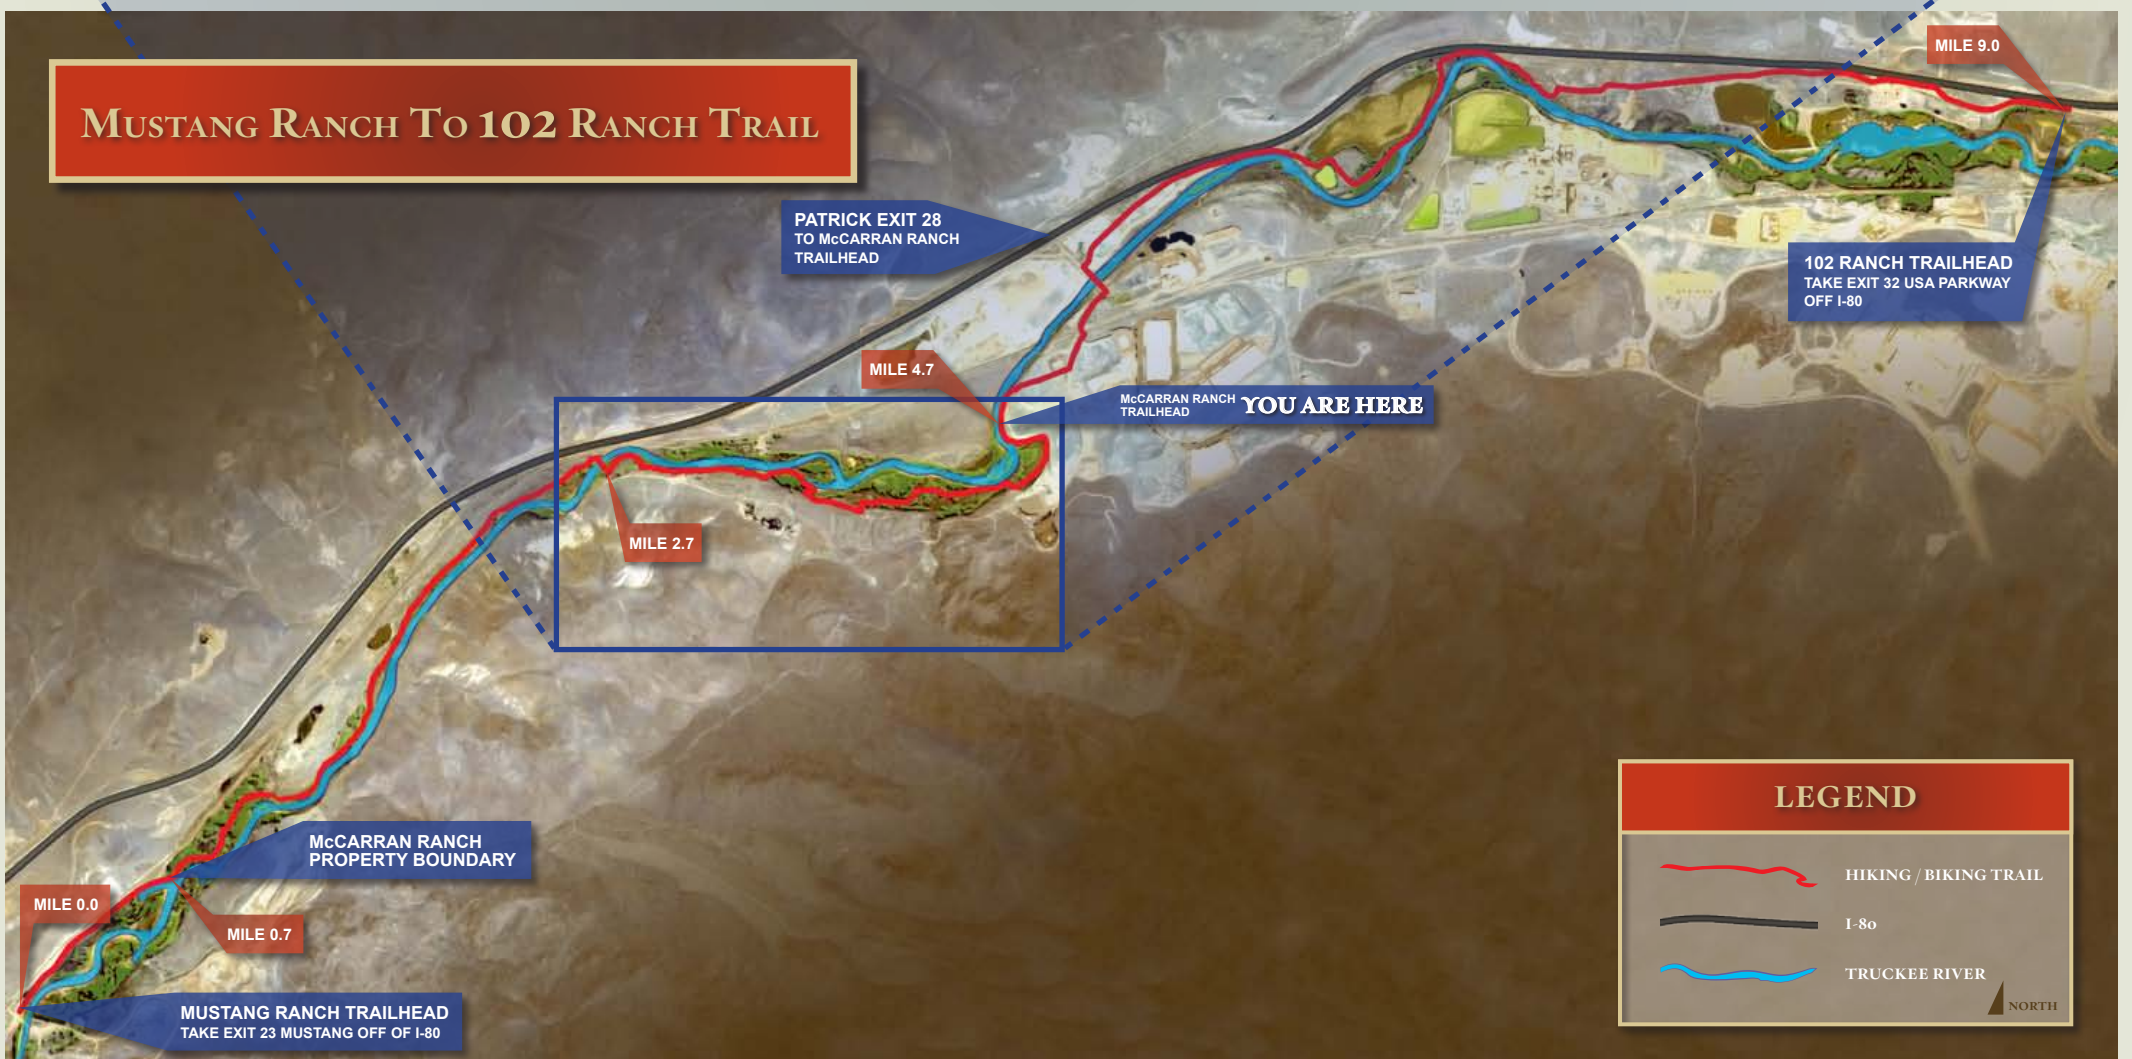 MUSTANG RANCH TO 102 RANCH TRAIL
MILE 9.0
PATRICK EXIT 28
TO McCARRAN RANCH
TRAILHEAD
102 RANCH TRAILHEAD
TAKE EXIT 32 USA PARKWAY
OFF I-80
MILE 4.7
McCARRAN RANCH
TRAILHEAD
YOU ARE HERE
MILE 2.7
McCARRAN RANCH
PROPERTY BOUNDARY
MILE 0.0
MILE 0.7
MUSTANG RANCH TRAILHEAD
TAKE EXIT 23 MUSTANG OFF OF I-80
LEGEND
HIKING / BIKING TRAIL
I-80
TRUCKEE RIVER
NORTH